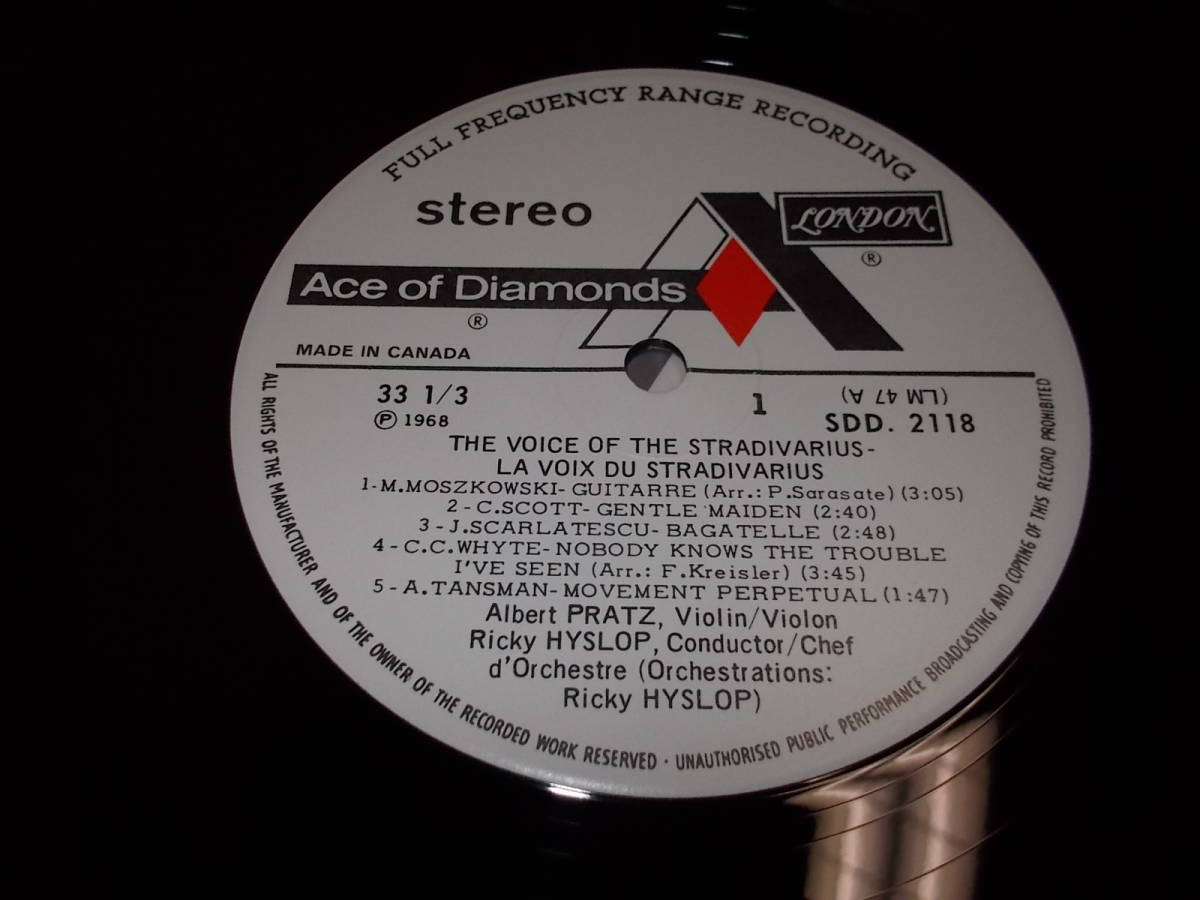 FULL FREQUENCY RANGE RECORDING
stereo
LONDON
®
Ace of Diamonds
®
MADE IN CANADA
33 1/3
1
(LM 47 A)
Ⓟ 1968
SDD. 2118
THE VOICE OF THE STRADIVARIUS-
LA VOIX DU STRADIVARIUS
1-M.MOSZKOWSKI- GUITARRE (Arr.: P.Sarasate) (3:05)
2-C.SCOTT- GENTLE MAIDEN (2:40)
3-J.SCARLATESCU- BAGATELLE (2:48)
4-C.C.WHYTE-NOBODY KNOWS THE TROUBLE
I'VE SEEN (Arr.: F.Kreisler) (3:45)
5-A.TANSMAN-MOVEMENT PERPETUAL (1:47)
Albert PRATZ, Violin/Violon
Ricky HYSLOP, Conductor/Chef
d'Orchestre (Orchestrations:
Ricky HYSLOP)
ALL RIGHTS OF THE MANUFACTURER AND OF THE OWNER OF THE RECORDED WORK RESERVED · UNAUTHORISED PUBLIC PERFORMANCE BROADCASTING AND COPYING OF THIS RECORD PROHIBITED